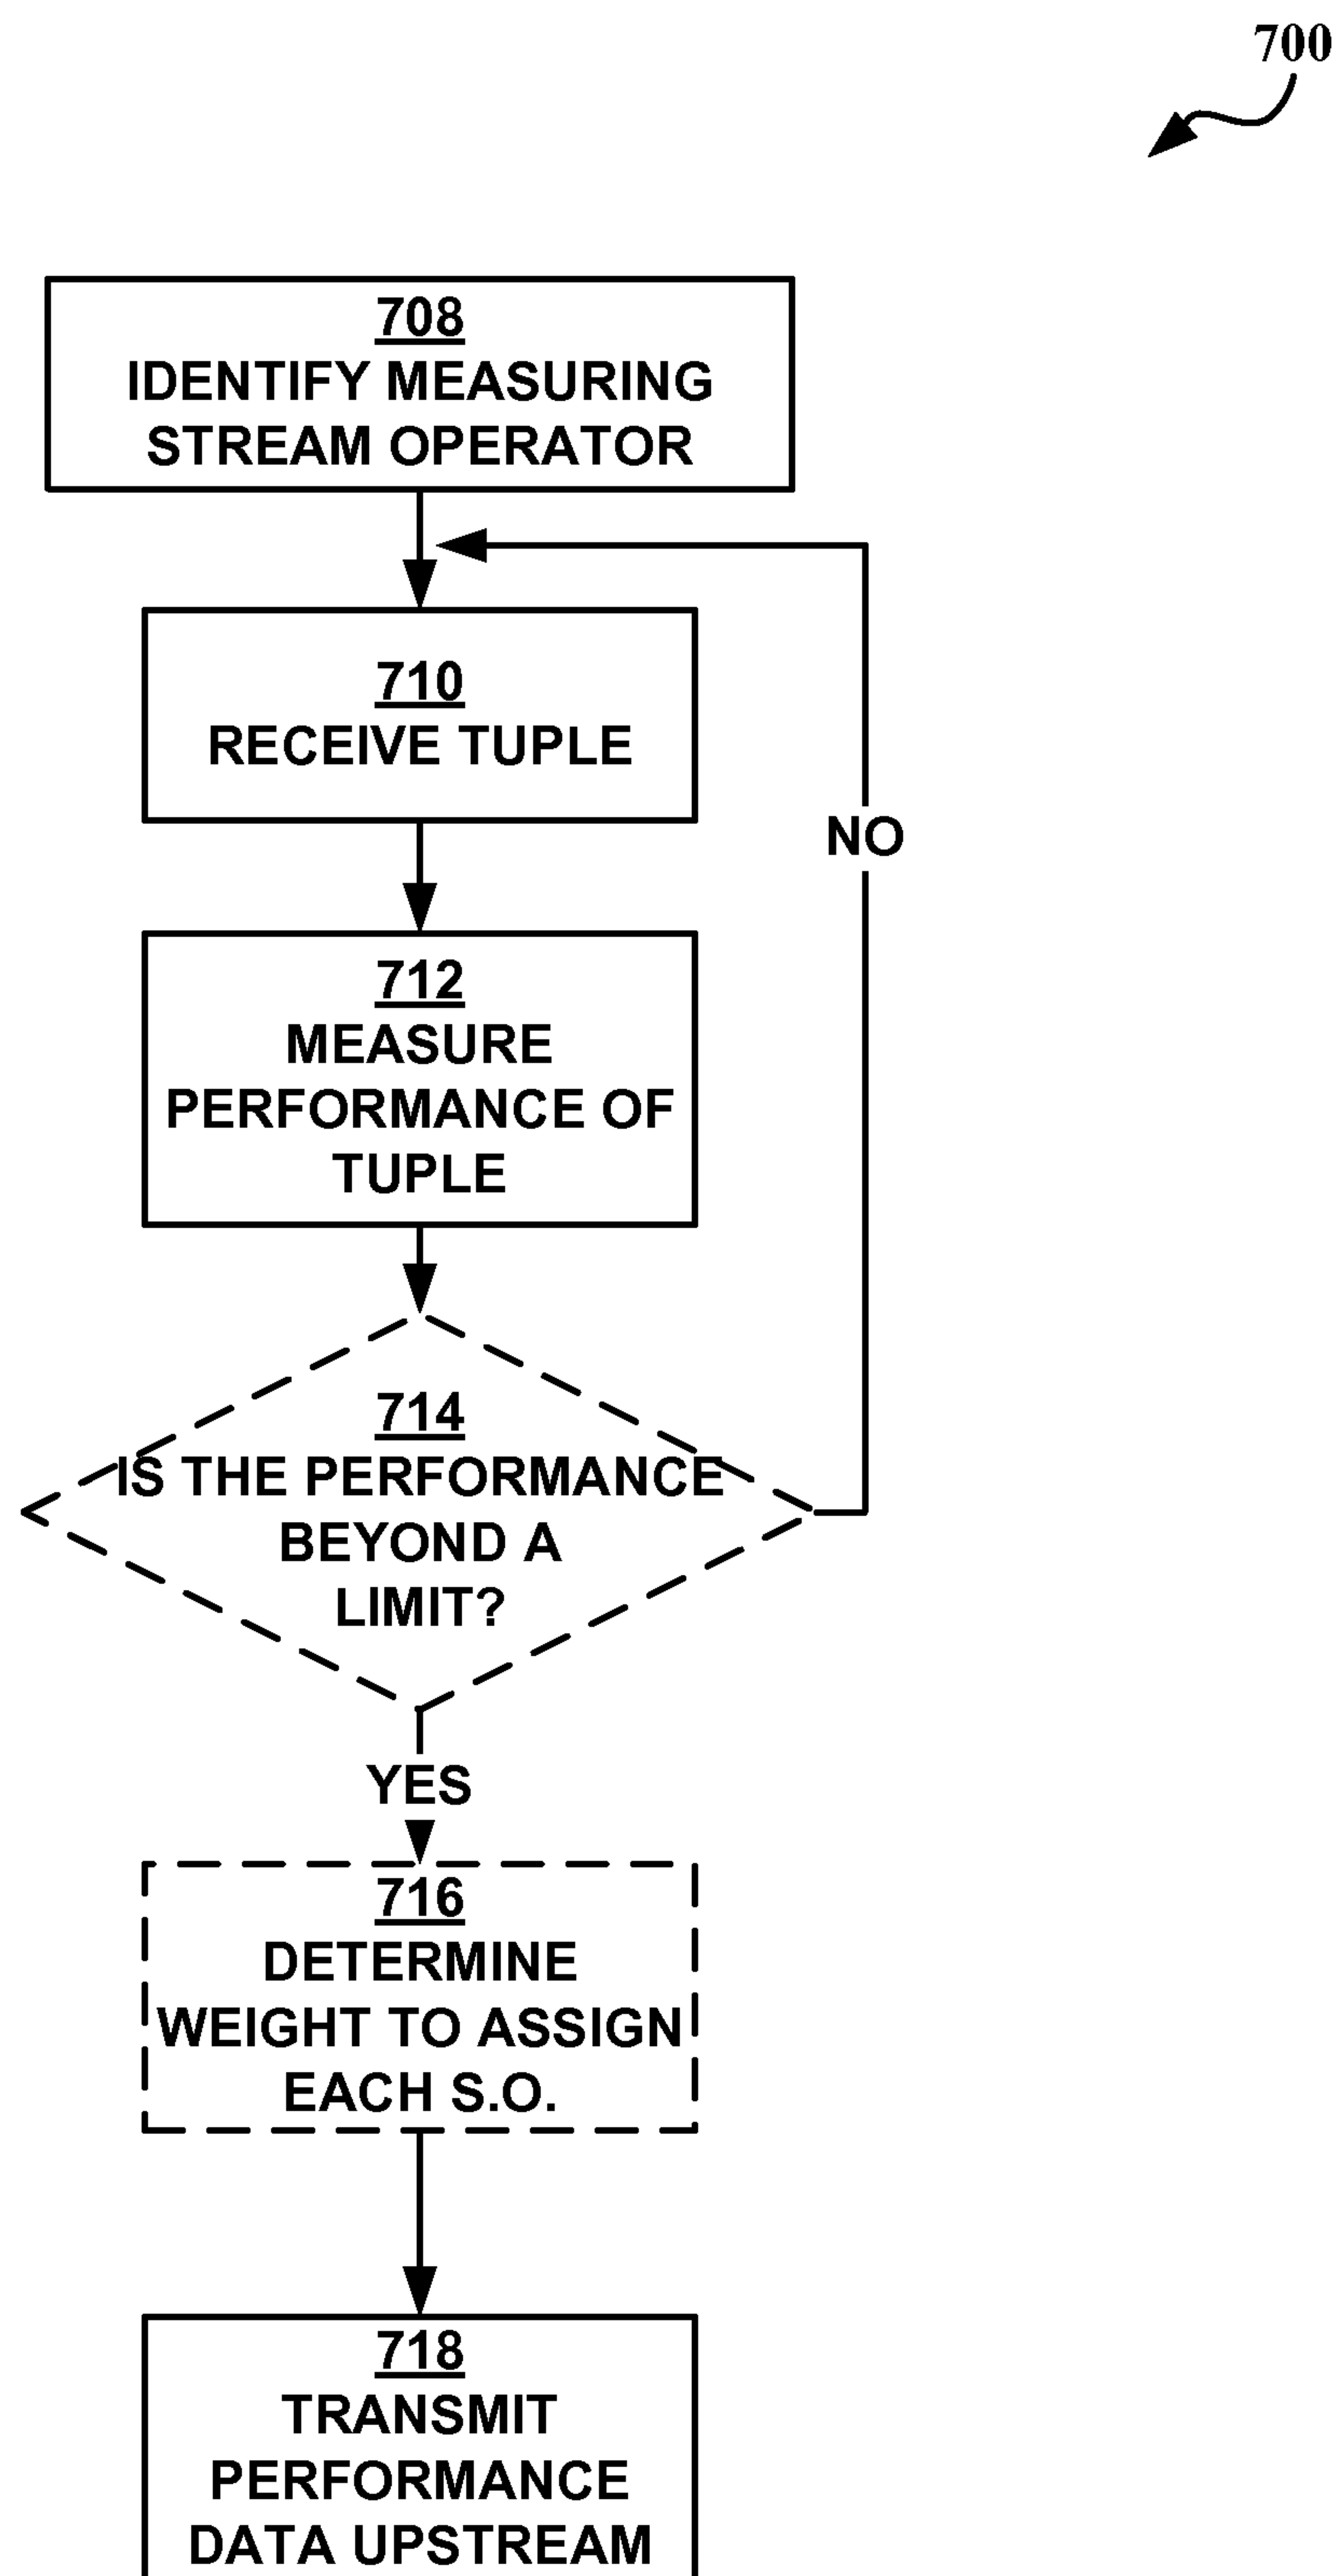 700
708
IDENTIFY MEASURING
STREAM OPERATOR
710
RECEIVE TUPLE
NO
712
MEASURE
PERFORMANCE OF
TUPLE
714
IS THE PERFORMANCE
BEYOND A
LIMIT?
YES
716
DETERMINE
WEIGHT TO ASSIGN
EACH S.O.
718
TRANSMIT
PERFORMANCE
DATA UPSTREAM